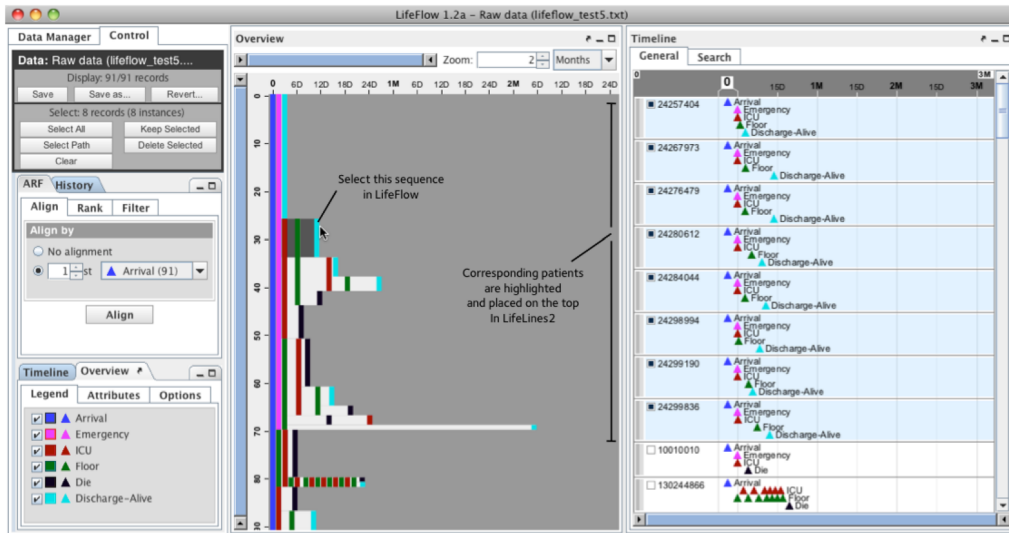 LifeFlow 1.2a - Raw data (lifeflow_test5.txt)
Data Manager Control
Data: Raw data (lifeflow_test5....
Display: 91/91 records
Save Save as... Revert...
Select: 8 records (8 instances)
Select All Keep Selected
Select Path Delete Selected
Clear
ARF History
Align Rank Filter
Align by
No alignment
1 st Arrival (91)
Align
Timeline Overview
Legend Attributes Options
Arrival
Emergency
ICU
Floor
Die
Discharge-Alive
Overview
Zoom: 2 Months
0 6D 12D 18D 24D 1M 6D 12D 18D 24D 2M 6D 12D 18D 24D
0
10
20
30
40
50
60
70
80
90
Select this sequence
in LifeFlow
Corresponding patients
are highlighted
and placed on the top
In LifeLines2
Timeline
General Search
0 3M
0 15D 1M 15D 2M 15D 3M
24257404 Arrival
Emergency
ICU
Floor
Discharge-Alive
24267973 Arrival
Emergency
ICU
Floor
Discharge-Alive
24276479 Arrival
Emergency
ICU
Floor
Discharge-Alive
24280612 Arrival
Emergency
ICU
Floor
Discharge-Alive
24284044 Arrival
Emergency
ICU
Floor
Discharge-Alive
24298994 Arrival
Emergency
ICU
Floor
Discharge-Alive
24299190 Arrival
Emergency
ICU
Floor
Discharge-Alive
24299836 Arrival
Emergency
ICU
Floor
Discharge-Alive
10010010 Arrival
Emergency
ICU
Die
130244866 Arrival
ICU
Floor
Die